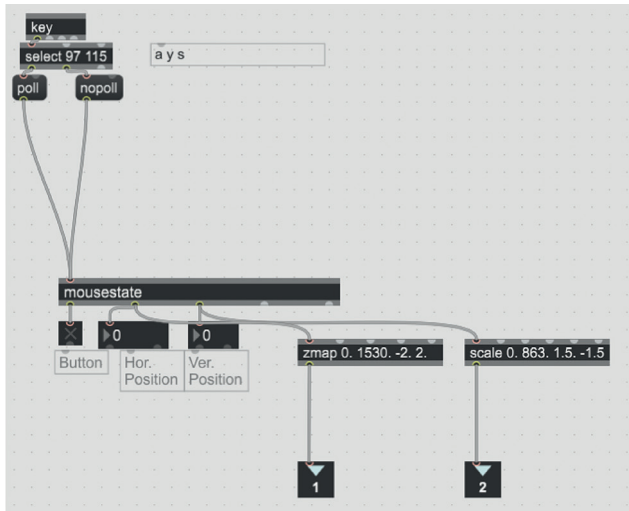 key
select 97 115
a y s
poll
nopoll
mousestate
0
0
Button
Hor.
Position
Ver.
Position
zmap 0. 1530. -2. 2.
scale 0. 863. 1.5. -1.5
1
2